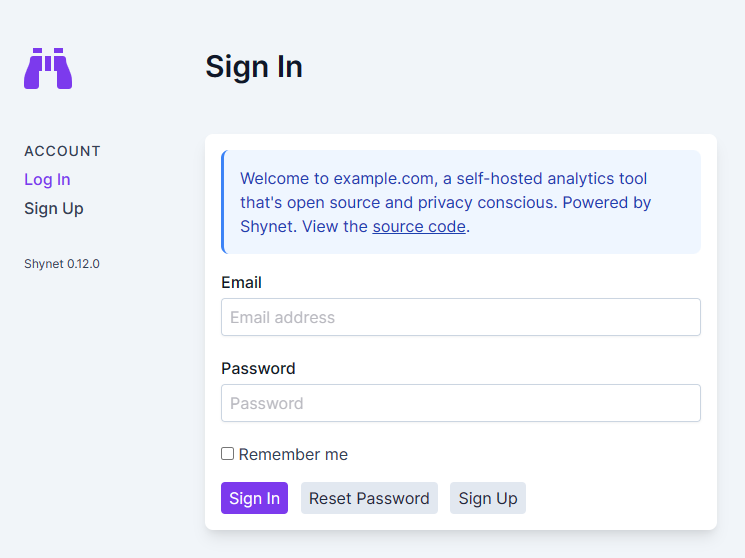 Sign In
ACCOUNT
Log In
Sign Up
Shynet 0.12.0
Welcome to example.com, a self-hosted analytics tool
that's open source and privacy conscious. Powered by
Shynet. View the source code.
Email
Email address
Password
Password
Remember me
Sign In Reset Password Sign Up